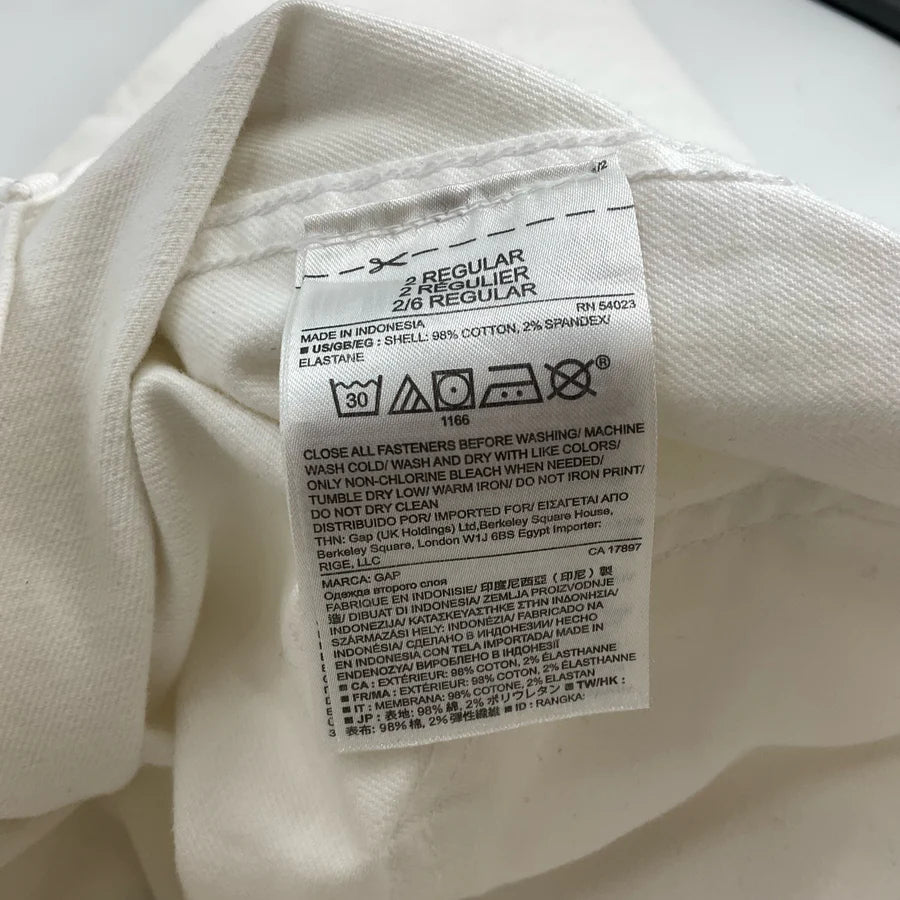 2 REGULAR
2 RÉGULIER
2/6 REGULAR
RN 54023
MADE IN INDONESIA
■ US/GB/EG : SHELL: 98% COTTON, 2% SPANDEX/
ELASTANE
30
®
1166
CLOSE ALL FASTENERS BEFORE WASHING/ MACHINE
WASH COLD/ WASH AND DRY WITH LIKE COLORS/
ONLY NON-CHLORINE BLEACH WHEN NEEDED/
TUMBLE DRY LOW/ WARM IRON/ DO NOT IRON PRINT/
DO NOT DRY CLEAN
DISTRIBUIDO POR/ IMPORTED FOR/ ΕΙΣΑΓΕΤΑΙ ΑΠΟ
ΤΗΝ: Gap (UK Holdings) Ltd,Berkeley Square House,
Berkeley Square, London W1J 6BS Egypt Importer:
RIGE, LLC
CA 17897
MARCA: GAP
Одежда второго слоя
FABRIQUÉ EN INDONÉSIE/ 印度尼西亞 (印尼) 製
造/ DIBUAT DI INDONESIA/ ZEMLJA PROIZVODNJE
INDONEZIJA/ ΚΑΤΑΣΚΕΥΑΣΤΗΚΕ ΣΤΗΝ ΙΝΔΟΝΗΣΙΑ/
SZÁRMAZÁSI HELY: INDONÉZIA/ FABRICADO NA
INDONÉSIA/ СДЕЛАНО В ИНДОНЕЗИИ/ HECHO
EN INDONESIA CON TELA IMPORTADA/ MADE IN
ENDONEZYA/ ВИРОБЛЕНО В ІНДОНЕЗІЇ
■ CA : EXTÉRIEUR: 98% COTON, 2% ÉLASTHANNE
■ FR/MA : EXTÉRIEUR: 98% COTON, 2% ÉLASTHANNE
■ IT : MEMBRANA: 98% COTONE, 2% ELASTAN
■ JP : 表地: 98% 綿, 2% ポリウレタン ■ TW/HK :
表布: 98% 棉, 2% 彈性纖維 ■ ID : RANGKA: